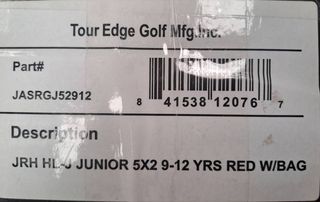 Tour Edge Golf Mfg.Inc.
Part#
JASRGJ52912
8 41538 12076 7
Description
JRH HL-J JUNIOR 5X2 9-12 YRS RED W/BAG